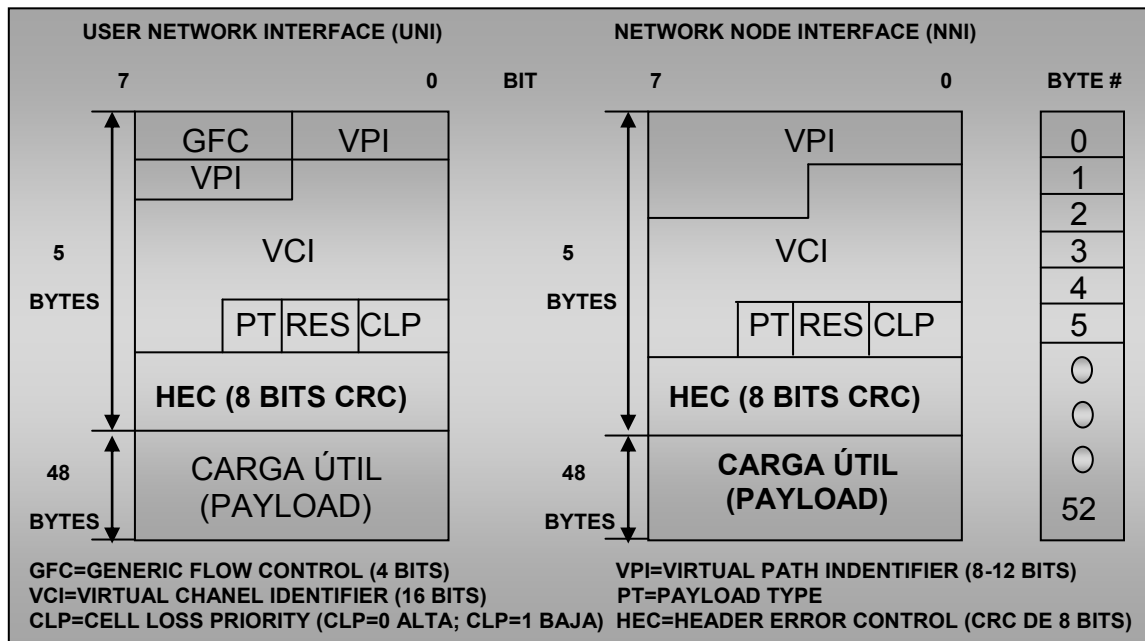 USER NETWORK INTERFACE (UNI) NETWORK NODE INTERFACE (NNI)
7 0 BIT 7 0 BYTE #
GFC VPI VPI 0
VPI 1
2
5 VCI 5 VCI 3
BYTES BYTES 4
PT RES CLP PT RES CLP 5
HEC (8 BITS CRC) HEC (8 BITS CRC)
48 CARGA ÚTIL 48 CARGA ÚTIL
(PAYLOAD) (PAYLOAD) 52
BYTES BYTES
GFC=GENERIC FLOW CONTROL (4 BITS) VPI=VIRTUAL PATH INDENTIFIER (8-12 BITS)
VCI=VIRTUAL CHANEL IDENTIFIER (16 BITS) PT=PAYLOAD TYPE
CLP=CELL LOSS PRIORITY (CLP=0 ALTA; CLP=1 BAJA) HEC=HEADER ERROR CONTROL (CRC DE 8 BITS)